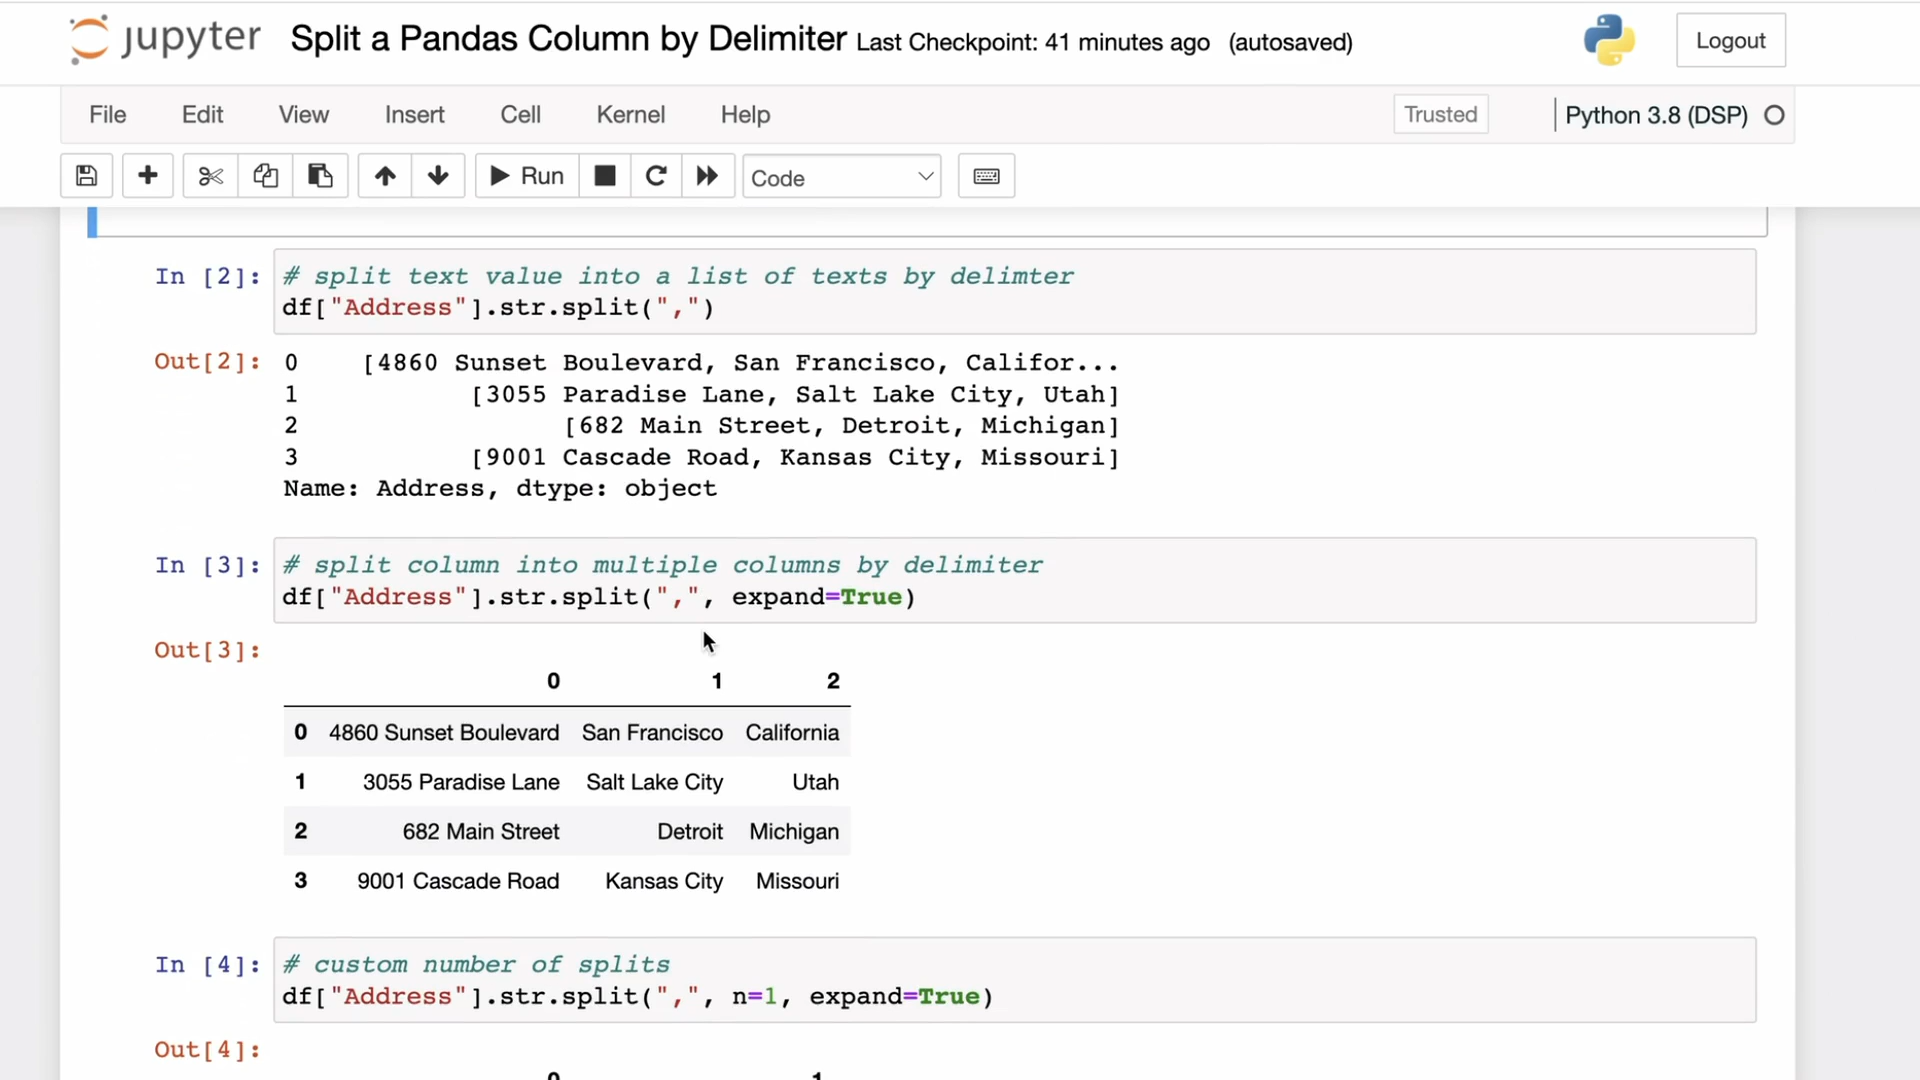 jupyter Split a Pandas Column by Delimiter Last Checkpoint: 41 minutes ago (autosaved) Logout
File Edit View Insert Cell Kernel Help Trusted Python 3.8 (DSP)
Run Code
In [2]: # split text value into a list of texts by delimter
df["Address"].str.split(",")
Out[2]: 0 [4860 Sunset Boulevard, San Francisco, Califor...
1 [3055 Paradise Lane, Salt Lake City, Utah]
2 [682 Main Street, Detroit, Michigan]
3 [9001 Cascade Road, Kansas City, Missouri]
Name: Address, dtype: object
In [3]: # split column into multiple columns by delimiter
df["Address"].str.split(",", expand=True)
Out[3]:
0 1 2
0 4860 Sunset Boulevard San Francisco California
1 3055 Paradise Lane Salt Lake City Utah
2 682 Main Street Detroit Michigan
3 9001 Cascade Road Kansas City Missouri
In [4]: # custom number of splits
df["Address"].str.split(",", n=1, expand=True)
Out[4]:
0 1